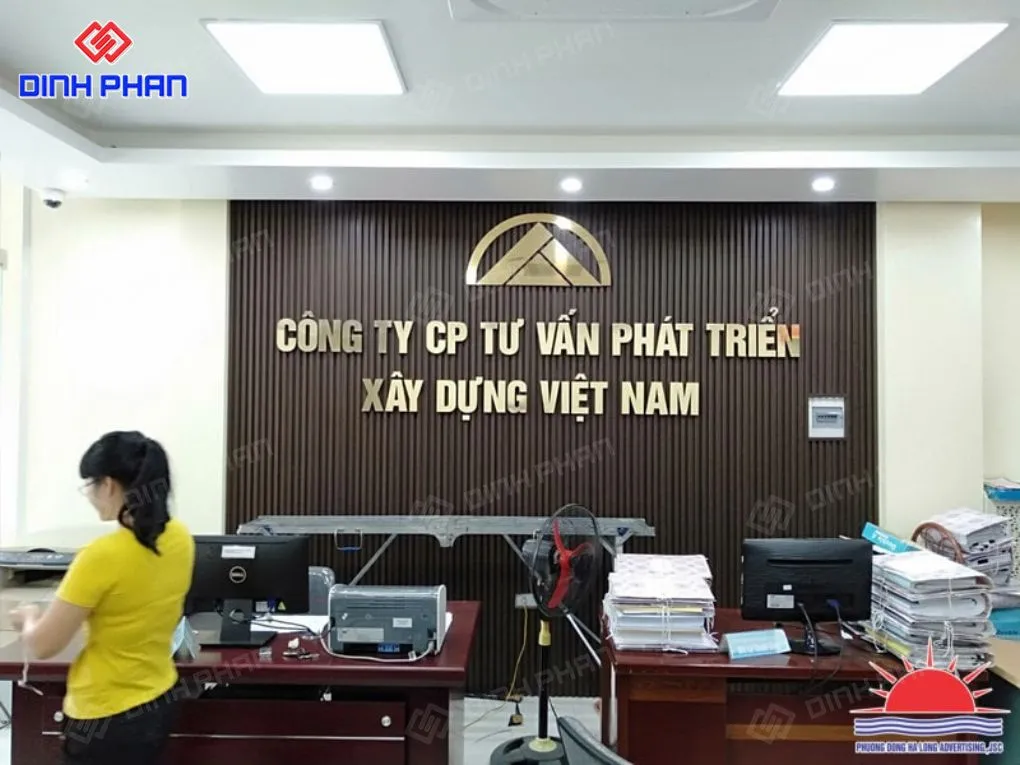 DINH PHAN
CÔNG TY CP TƯ VẤN PHÁT TRIỂN
XÂY DỰNG VIỆT NAM
DELL
PHUONG DONG HA LONG ADVERTISING.,JSC